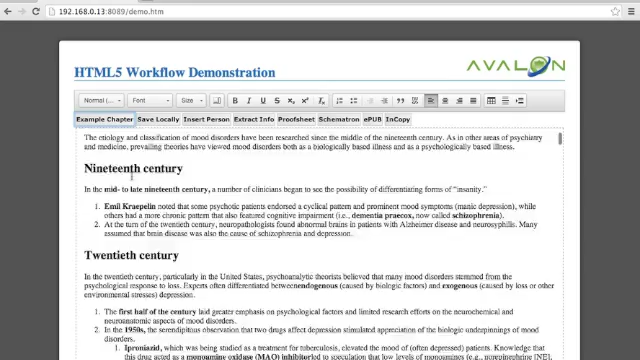 192.168.0.13:8089/demo.htm
HTML5 Workflow Demonstration
AVALON
Normal (... Font Size B I U S x₂ x² Tx
Example Chapter Save Locally Insert Person Extract Info Proofsheet Schematron ePUB InCopy
The etiology and classification of mood disorders have been researched since the middle of the nineteenth century. As in other areas of psychiatry
and medicine, prevailing theories have viewed mood disorders both as a biologically based illness and as a psychologically based illness.
Nineteenth century
In the mid- to late nineteenth century, a number of clinicians began to see the possibility of differentiating forms of "insanity."
1. Emil Kraepelin noted that some psychotic patients endorsed a cyclical pattern and prominent mood symptoms (manic depression), while
others had a more chronic pattern that also featured cognitive impairment (i.e., dementia praecox, now called schizophrenia).
2. At the turn of the twentieth century, neuropathologists found abnormal brains in patients with Alzheimer disease and neurosyphilis. Many
assumed that brain disease was also the cause of schizophrenia and depression.
Twentieth century
In the twentieth century, particularly in the United States, psychoanalytic theorists believed that many mood disorders stemmed from the
psychological response to loss. Experts often differentiated between endogenous (caused by biologic factors) and exogenous (caused by loss or other
environmental stresses) depression.
1. The first half of the century laid greater emphasis on psychological factors and limited research efforts on the neurochemical and
neuroanatomic aspects of mood disorders.
2. In the 1950s, the serendipitous observation that two drugs affect depression stimulated appreciation of the biologic underpinnings of mood
disorders.
1. Iproniazid, which was being studied as a treatment for tuberculosis, elevated the mood of (often depressed) patients. Knowledge that
this drug acted as a monoamine oxidase (MAO) inhibitor led to speculation that low levels of monoamines (e.g., norepinephrine [NE],